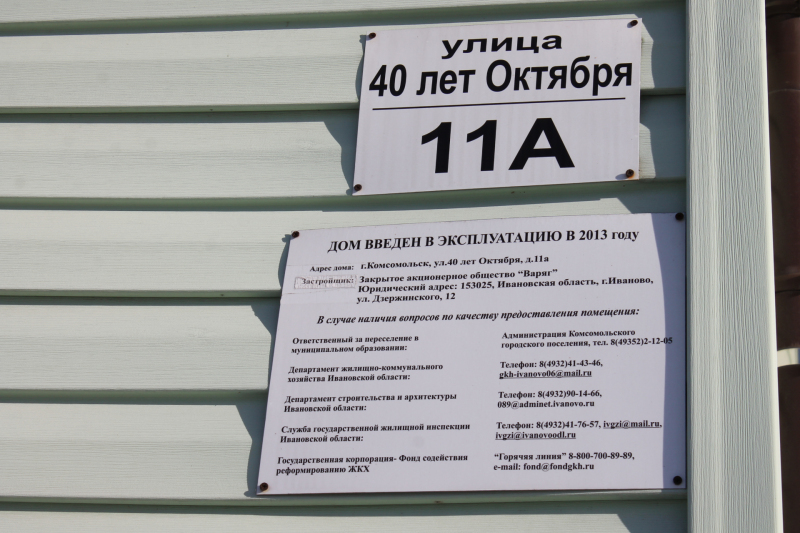 улица
40 лет Октября
11А
ДОМ ВВЕДЕН В ЭКСПЛУАТАЦИЮ В 2013 году
Адрес дома: г.Комсомольск, ул.40 лет Октября, д.11а
Застройщик: Закрытое акционерное общество “Варяг”
Юридический адрес: 153025, Ивановская область, г.Иваново,
ул. Дзержинского, 12
В случае наличия вопросов по качеству предоставления помещения:
Ответственный за переселение в
муниципальном образовании:
Администрация Комсомольского
городского поселения, тел. 8(49352)2-12-05
Департамент жилищно-коммунального
хозяйства Ивановской области:
Телефон: 8(4932)41-43-46,
gkh-ivanovo06@mail.ru
Департамент строительства и архитектуры
Ивановской области:
Телефон: 8(4932)90-14-66,
089@adminet.ivanovo.ru
Служба государственной жилищной инспекции
Ивановской области:
Телефон: 8(4932)41-76-57, ivgzi@mail.ru,
ivgzi@ivanovoodl.ru
Государственная корпорация- Фонд содействия
реформированию ЖКХ
“Горячая линия” 8-800-700-89-89,
e-mail: fond@fondgkh.ru